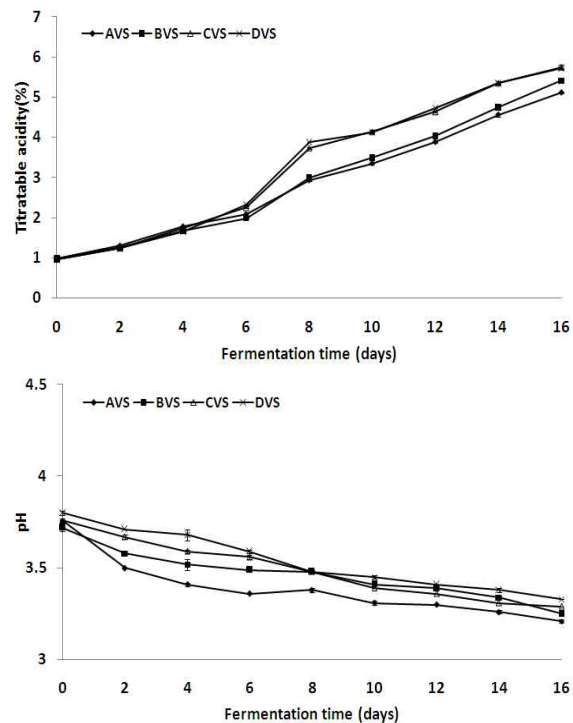 7
AVS BVS CVS DVS
6
5
4
3
2
1
0
Titratable acidity(%)
0 2 4 6 8 10 12 14 16
Fermentation time (days)
4.5
AVS BVS CVS DVS
4
3.5
3
pH
0 2 4 6 8 10 12 14 16
Fermentation time (days)